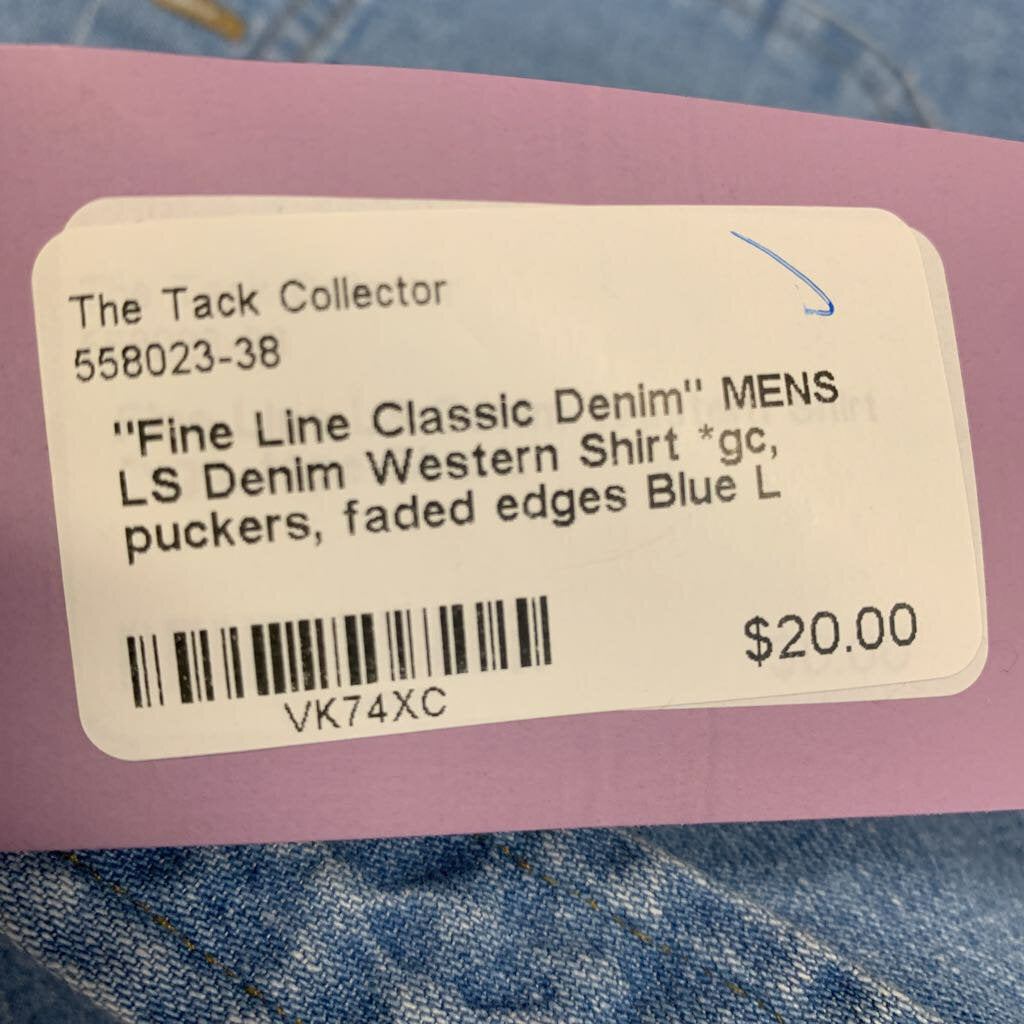 The Tack Collector
558023-38
"Fine Line Classic Denim" MENS
LS Denim Western Shirt *gc,
puckers, faded edges Blue L
$20.00
VK74XC